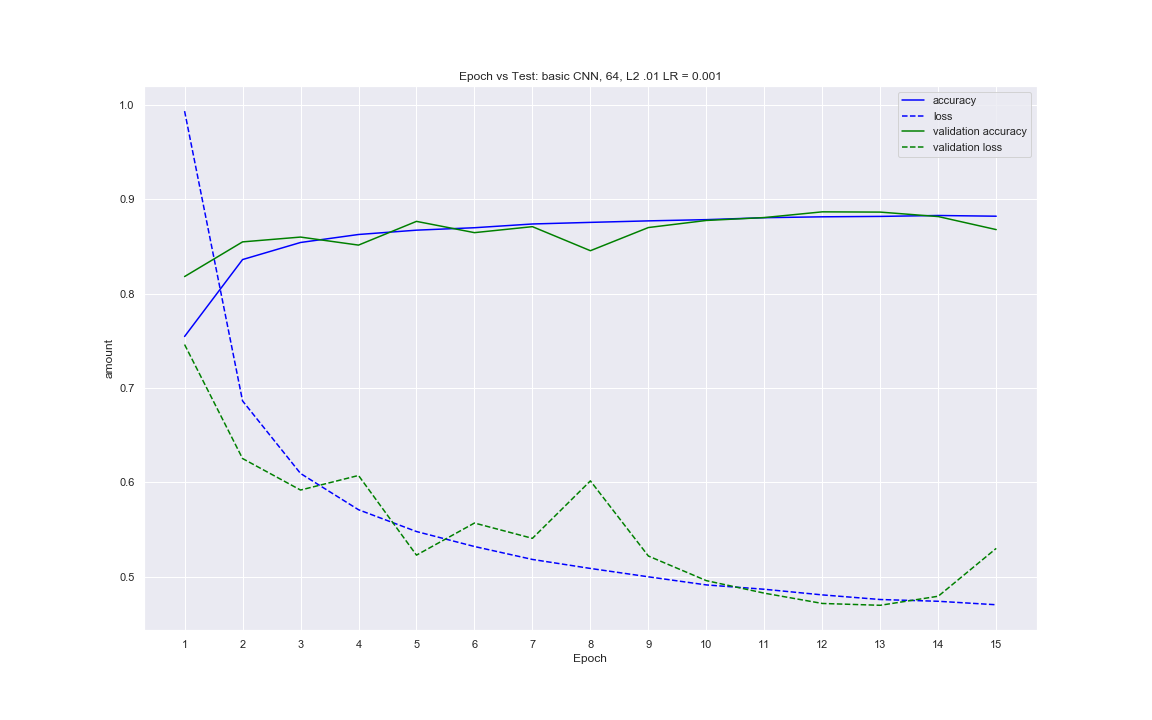 Epoch vs Test: basic CNN, 64, L2 .01 LR = 0.001
accuracy
loss
validation accuracy
validation loss
1.0
0.9
0.8
0.7
0.6
0.5
amount
1 2 3 4 5 6 7 8 9 10 11 12 13 14 15
Epoch